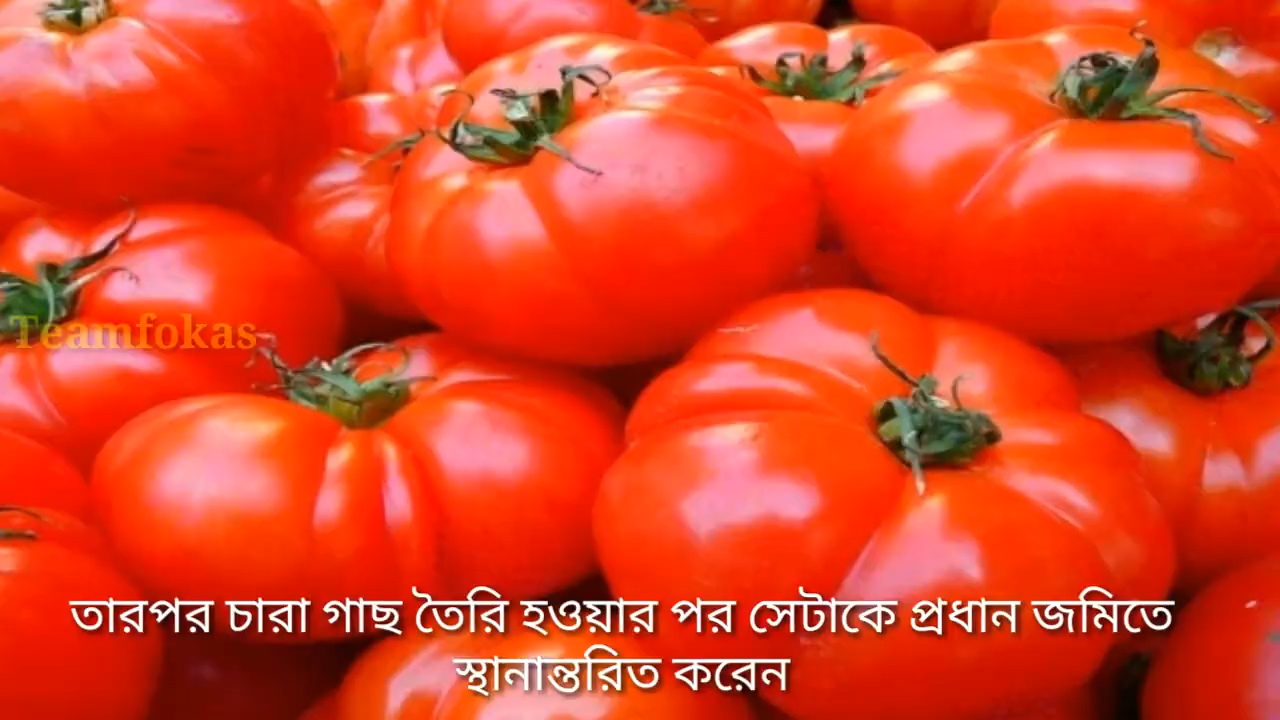 Teamfokas
তারপর চারা গাছ তৈরি হওয়ার পর সেটাকে প্রধান জমিতে
স্থানান্তরিত করেন